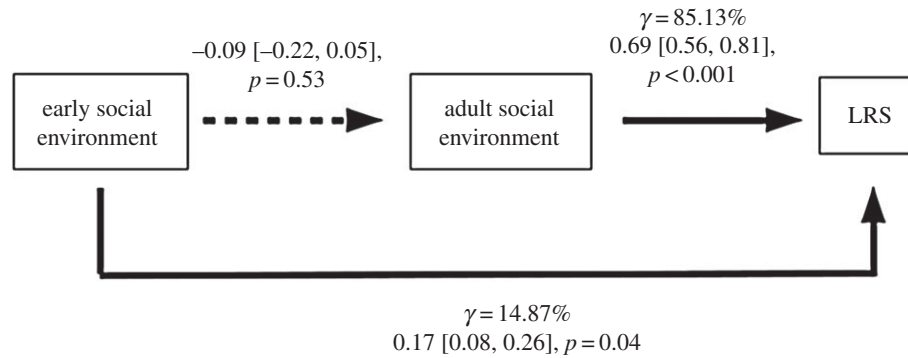 −0.09 [−0.22, 0.05],
p = 0.53
γ = 85.13%
0.69 [0.56, 0.81],
p < 0.001
early social
environment
adult social
environment
LRS
γ = 14.87%
0.17 [0.08, 0.26], p = 0.04